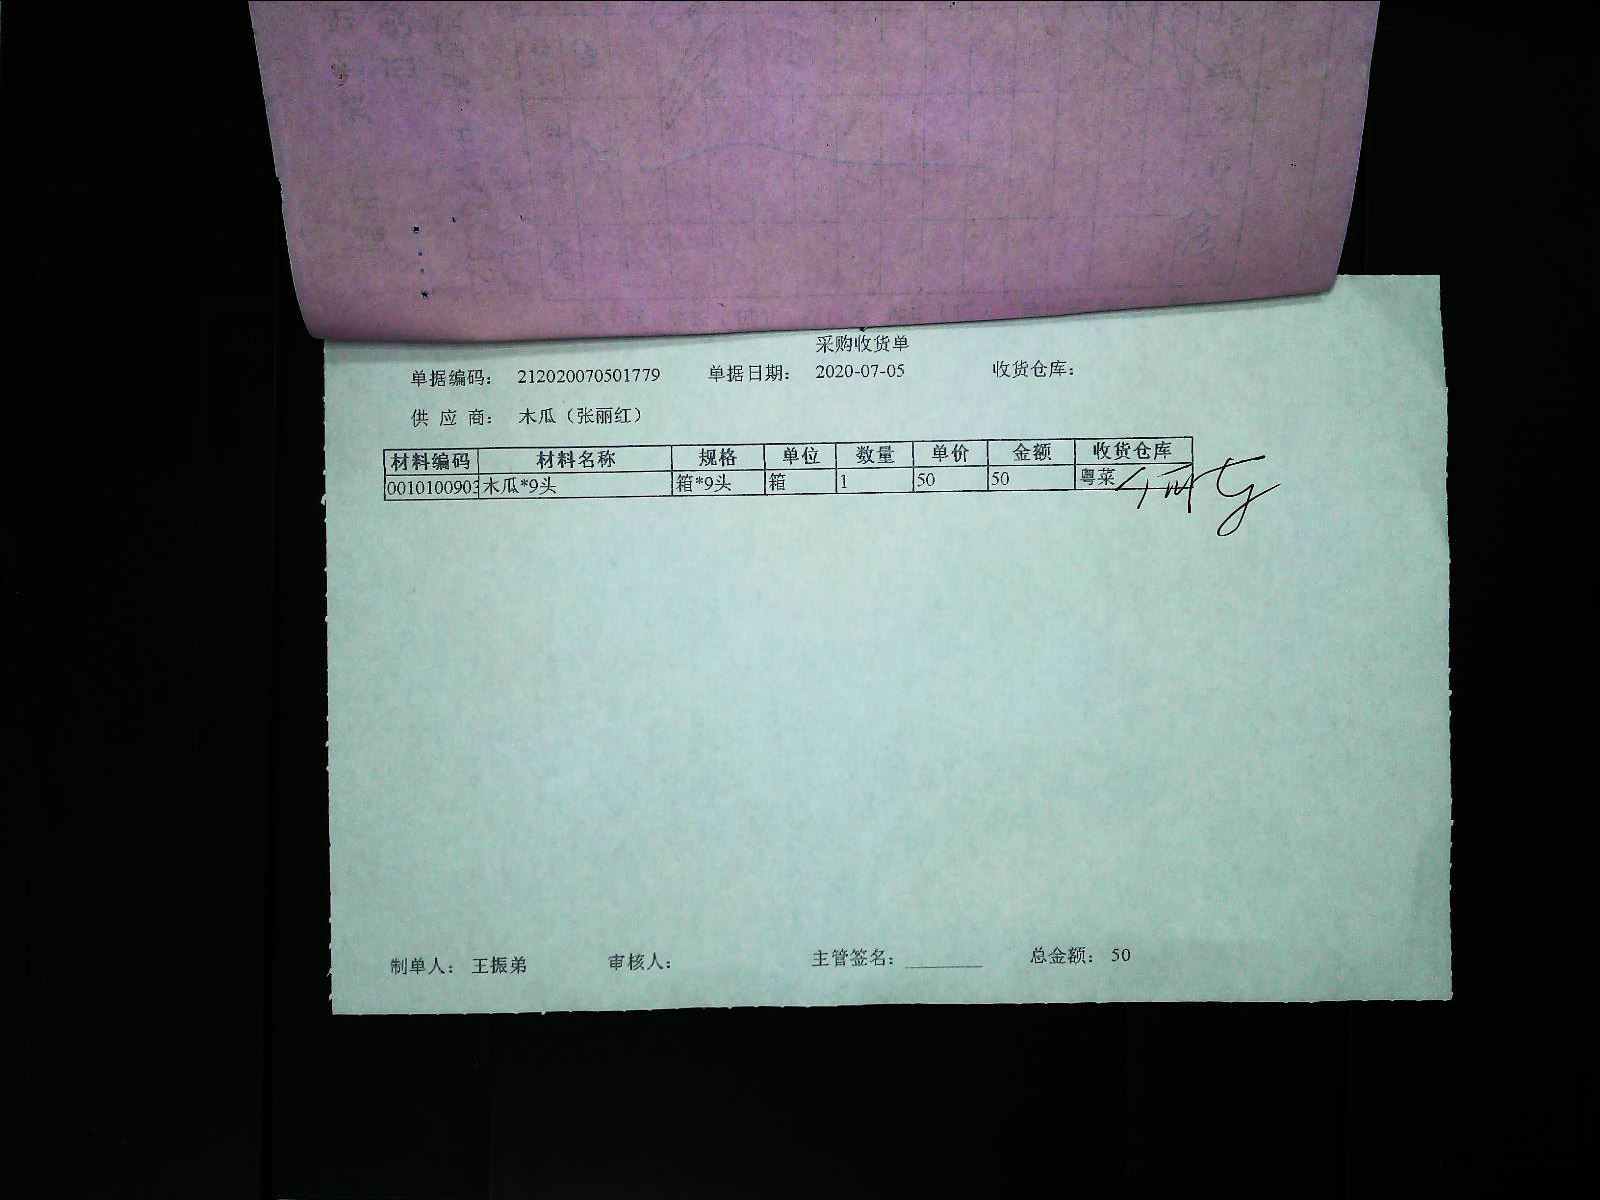 采购收货单
单据编码： 212020070501779 单据日期： 2020-07-05 收货仓库：
供 应 商： 木瓜（张丽红）
材料编码 材料名称 规格 单位 数量 单价 金额 收货仓库
0010100903 木瓜*9头 箱*9头 箱 1 50 50 粤菜
制单人： 王振弟 审核人： 主管签名： ________ 总金额： 50